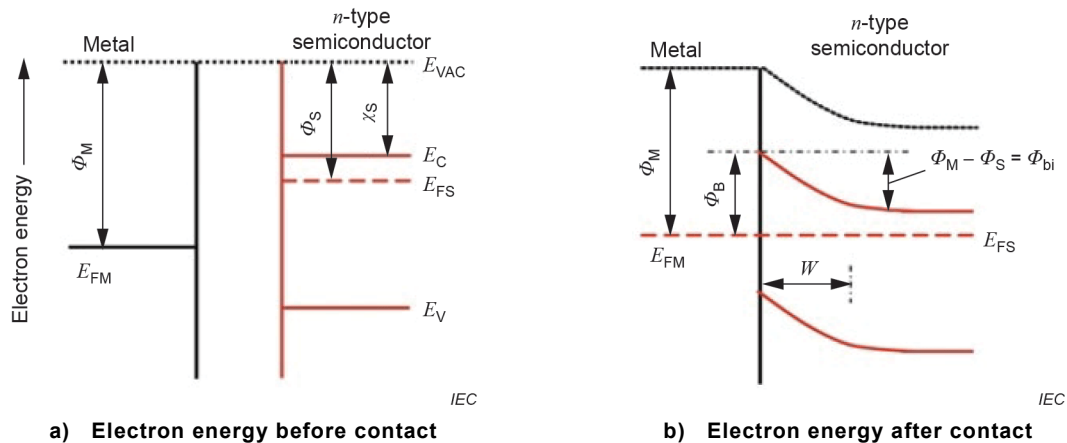 Metal
n-type
semiconductor
E_VAC
Electron energy
Φ_M
Φ_S
χ_S
E_C
E_FS
E_FM
E_V
IEC
a) Electron energy before contact
Metal
n-type
semiconductor
Φ_M
Φ_B
Φ_M – Φ_S = Φ_bi
E_FM
E_FS
W
IEC
b) Electron energy after contact